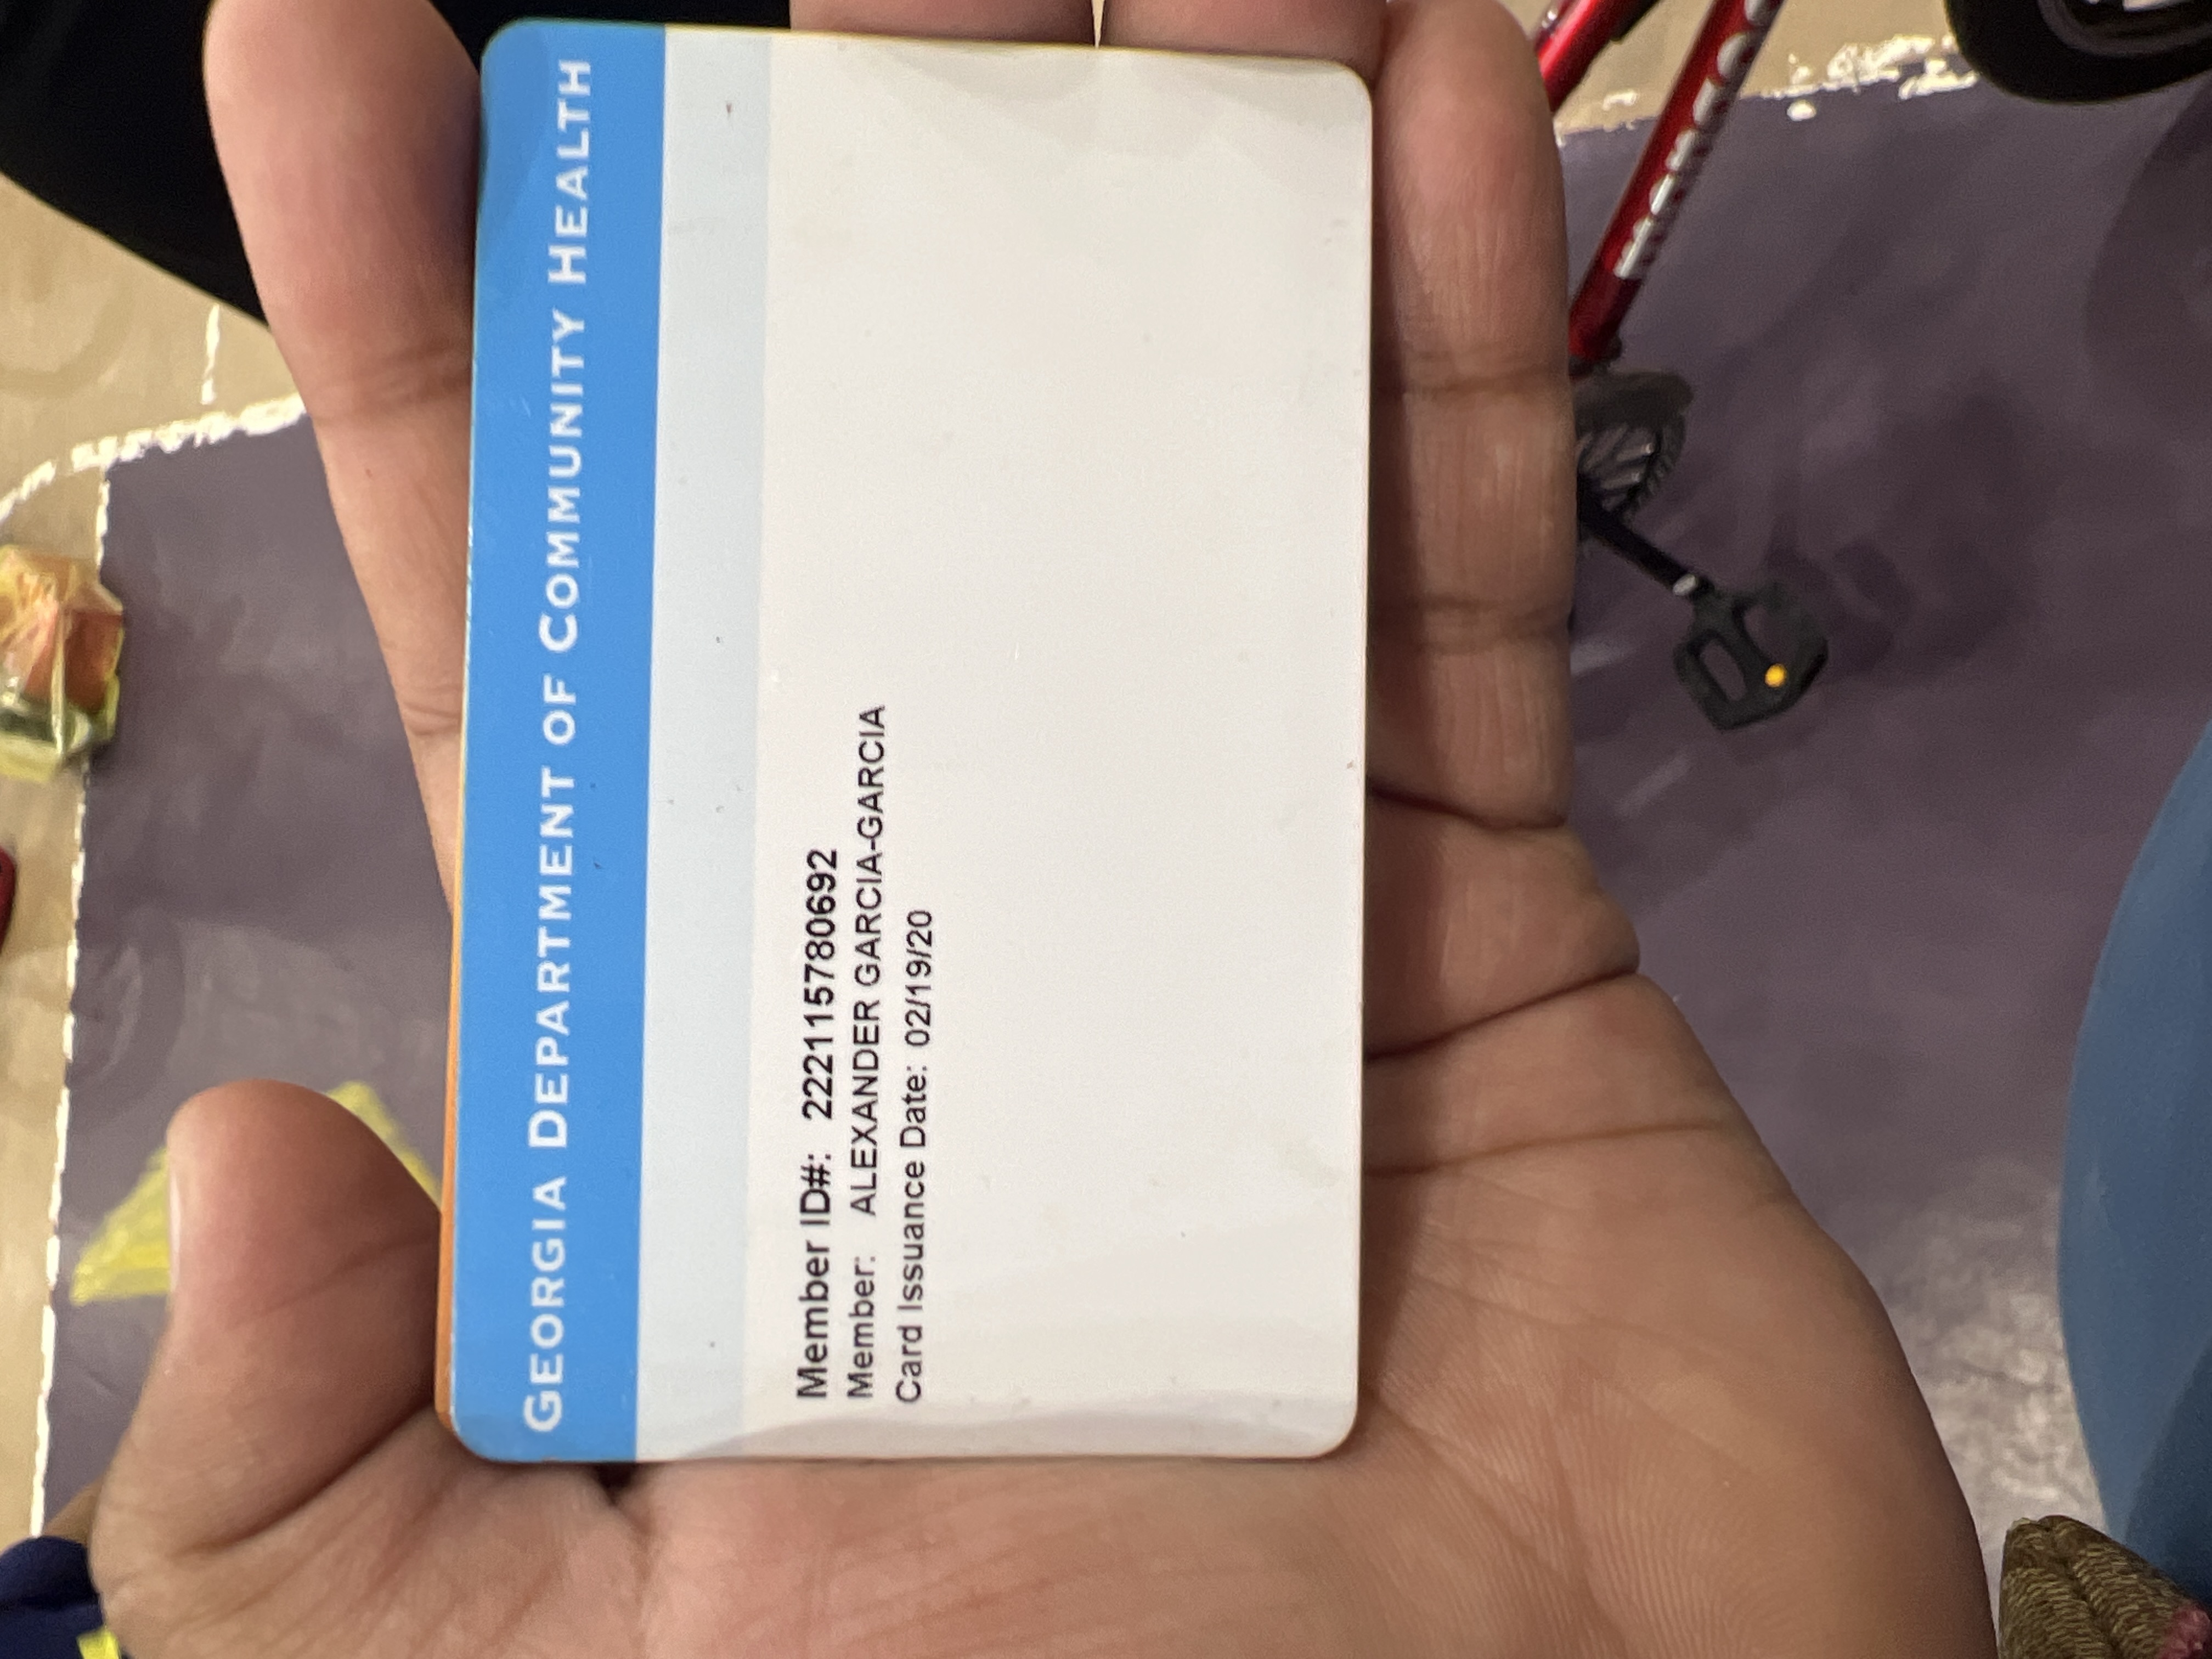 GEORGIA DEPARTMENT OF COMMUNITY HEALTH
Member ID#: 222115780692
Member: ALEXANDER GARCIA-GARCIA
Card Issuance Date: 02/19/20